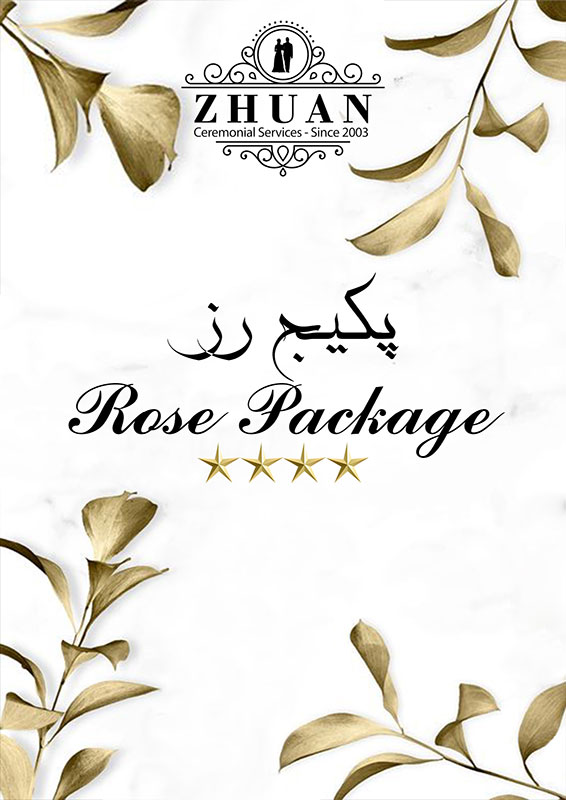 ZHUAN
Ceremonial Services - Since 2003
پکیج رز
Rose Package